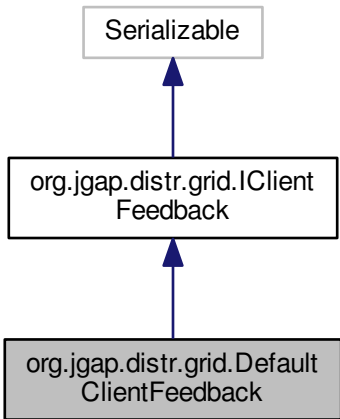 Serializable
org.jgap.distr.grid.IClient
Feedback
org.jgap.distr.grid.Default
ClientFeedback